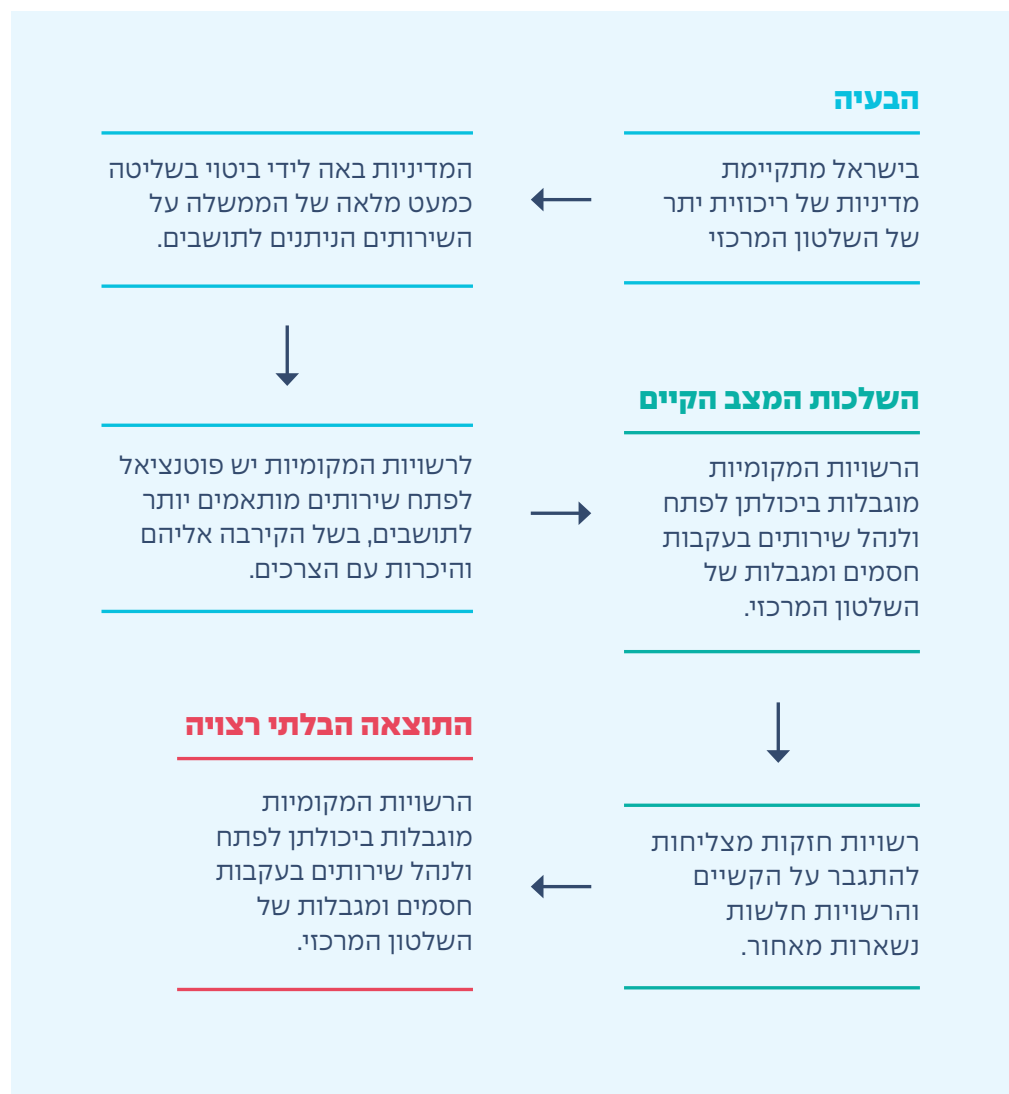 הבעיה
בישראל מתקיימת
מדיניות של ריכוזית יתר
של השלטון המרכזי
המדיניות באה לידי ביטוי בשליטה
כמעט מלאה של הממשלה על
השירותים הניתנים לתושבים.
לרשויות המקומיות יש פוטנציאל
לפתח שירותים מותאמים יותר
לתושבים, בשל הקירבה אליהם
והיכרות עם הצרכים.
השלכות המצב הקיים
הרשויות המקומיות
מוגבלות ביכולתן לפתח
ולנהל שירותים בעקבות
חסמים ומגבלות של
השלטון המרכזי.
רשויות חזקות מצליחות
להתגבר על הקשיים
והרשויות חלשות
נשארות מאחור.
התוצאה הבלתי רצויה
הרשויות המקומיות
מוגבלות ביכולתן לפתח
ולנהל שירותים בעקבות
חסמים ומגבלות של
השלטון המרכזי.